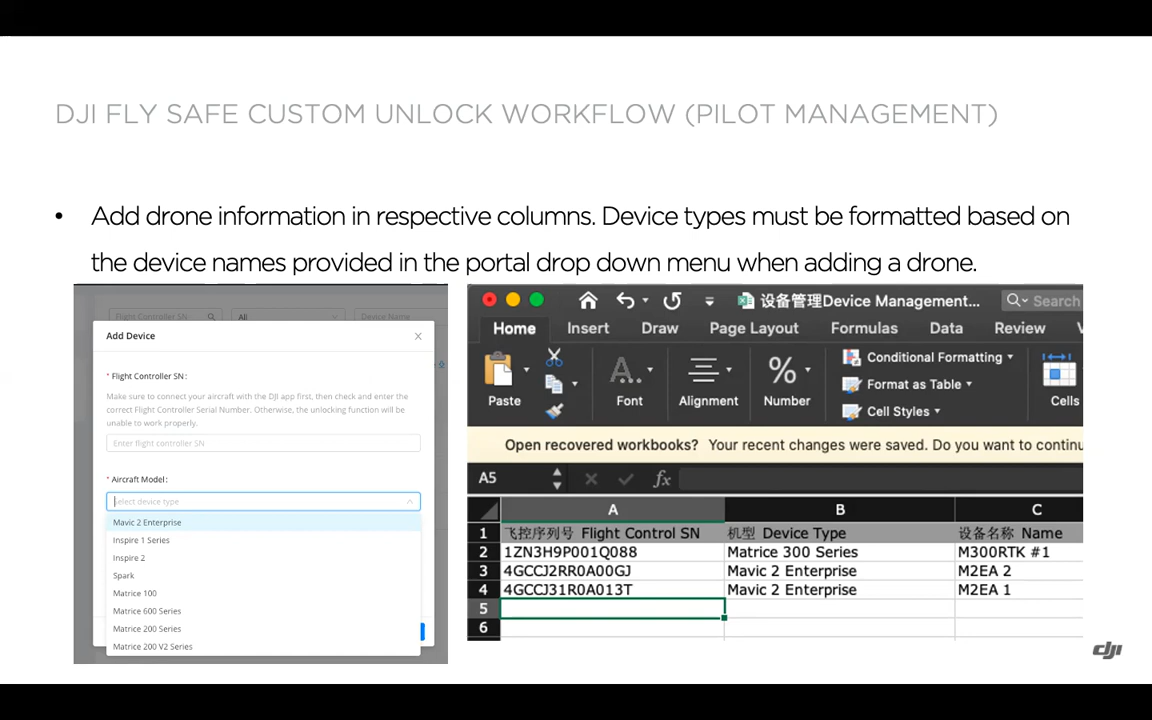 DJI FLY SAFE CUSTOM UNLOCK WORKFLOW (PILOT MANAGEMENT)
• Add drone information in respective columns. Device types must be formatted based on
the device names provided in the portal drop down menu when adding a drone.
Flight Controller SN
All
Device Name
Add Device
* Flight Controller SN:
Make sure to connect your aircraft with the DJI app first, then check and enter the
correct Flight Controller Serial Number. Otherwise, the unlocking function will be
unable to work properly.
Enter flight controller SN
* Aircraft Model:
Select device type
Mavic 2 Enterprise
Inspire 1 Series
Inspire 2
Spark
Matrice 100
Matrice 600 Series
Matrice 200 Series
Matrice 200 V2 Series
设备管理Device Management...
Search
Home Insert Draw Page Layout Formulas Data Review
Paste
Font
Alignment
%
Number
Conditional Formatting
Format as Table
Cell Styles
Cells
Open recovered workbooks? Your recent changes were saved. Do you want to continu
A5
fx
A B C
1 飞控序列号 Flight Control SN 机型 Device Type 设备名称 Name
2 1ZN3H9P001Q088 Matrice 300 Series M300RTK #1
3 4GCCJ2RR0A00GJ Mavic 2 Enterprise M2EA 2
4 4GCCJ31R0A013T Mavic 2 Enterprise M2EA 1
5
6
dji